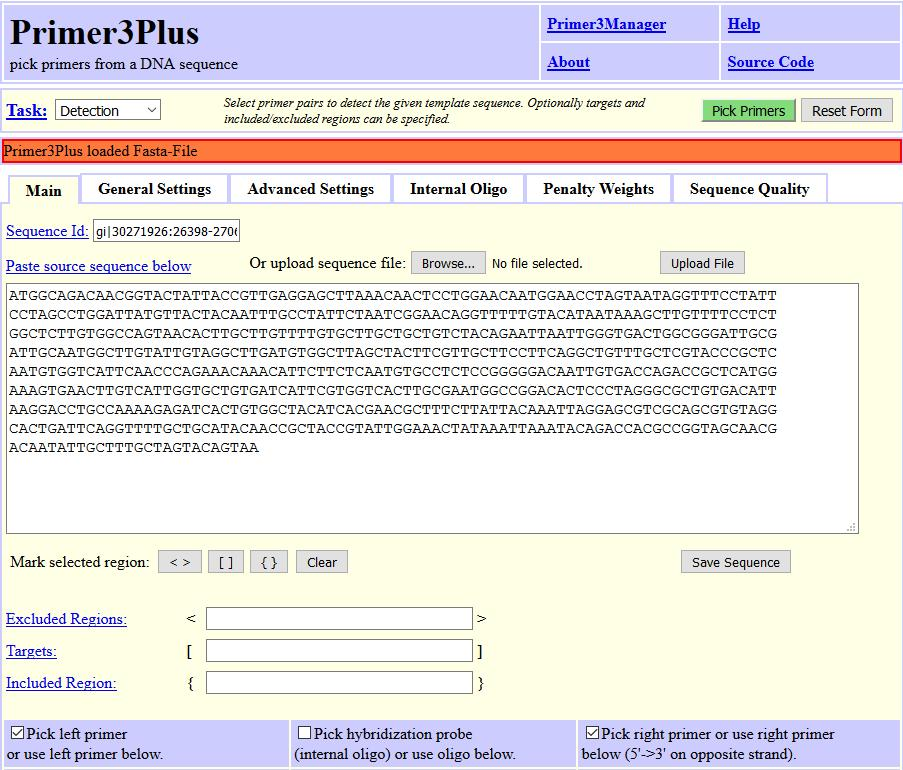 Primer3Plus
pick primers from a DNA sequence
Primer3Manager
Help
About
Source Code
Task:
Detection
Select primer pairs to detect the given template sequence. Optionally targets and
included/excluded regions can be specified.
Pick Primers
Reset Form
Primer3Plus loaded Fasta-File
Main
General Settings
Advanced Settings
Internal Oligo
Penalty Weights
Sequence Quality
Sequence Id:
gi|30271926:26398-270
Paste source sequence below
Or upload sequence file:
Browse...
No file selected.
Upload File
ATGGCAGACAACGGTACTATTACCGTTGAGGAGCTTAAACAACTCCTGGAACAATGGAACCTAGTAATAGGTTTCCTATT
CCTAGCCTGGATTATGTTACTACAATTTGCCTATTCTAATCGGAACAGGTTTTTGTACATAATAAAGCTTGTTTTCCTCT
GGCTCTTGTGGCCAGTAACACTTGCTTGTTTTGTGCTTGCTGCTGTCTACAGAATTAATTGGGTGACTGGCGGGATTGCG
ATTGCAATGGCTTGTATTGTAGGCTTGATGTGGCTTAGCTACTTCGTTGCTTCCTTCAGGCTGTTTGCTCGTACCCGCTC
AATGTGGTCATTCAACCCAGAAACAAACATTCTTCTCAATGTGCCTCTCCGGGGGACAATTGTGACCAGACCGCTCATGG
AAAGTGAACTTGTCATTGGTGCTGTGATCATTCGTGGTCACTTGCGAATGGCCGGACACTCCCTAGGGCGCTGTGACATT
AAGGACCTGCCAAAAGAGATCACTGTGGCTACATCACGAACGCTTTCTTATTACAAATTAGGAGCGTCGCAGCGTGTAGG
CACTGATTCAGGTTTTGCTGCATACAACCGCTACCGTATTGGAAACTATAAATTAAATACAGACCACGCCGGTAGCAACG
ACAATATTGCTTTGCTAGTACAGTAA
Mark selected region:
< >
[ ]
{ }
Clear
Save Sequence
Excluded Regions:
<
>
Targets:
[
]
Included Region:
{
}
Pick left primer
or use left primer below.
Pick hybridization probe
(internal oligo) or use oligo below.
Pick right primer or use right primer
below (5'->3' on opposite strand).